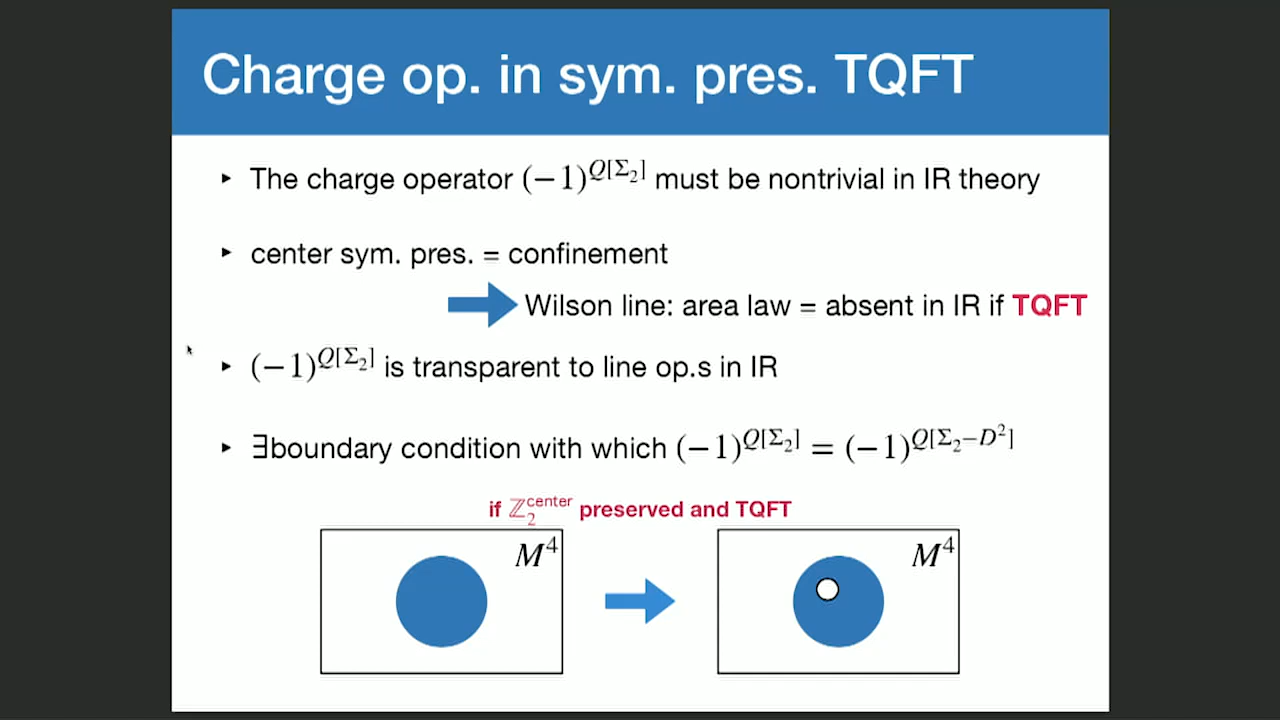 Charge op. in sym. pres. TQFT
‣ The charge operator $(-1)^{Q[\Sigma_2]}$ must be nontrivial in IR theory
‣ center sym. pres. = confinement
Wilson line: area law = absent in IR if TQFT
‣ $(-1)^{Q[\Sigma_2]}$ is transparent to line op.s in IR
‣ ∃boundary condition with which $(-1)^{Q[\Sigma_2]} = (-1)^{Q[\Sigma_2 - D^2]}$
if $\mathbb{Z}_2^{\text{center}}$ preserved and TQFT
$M^4$
$M^4$